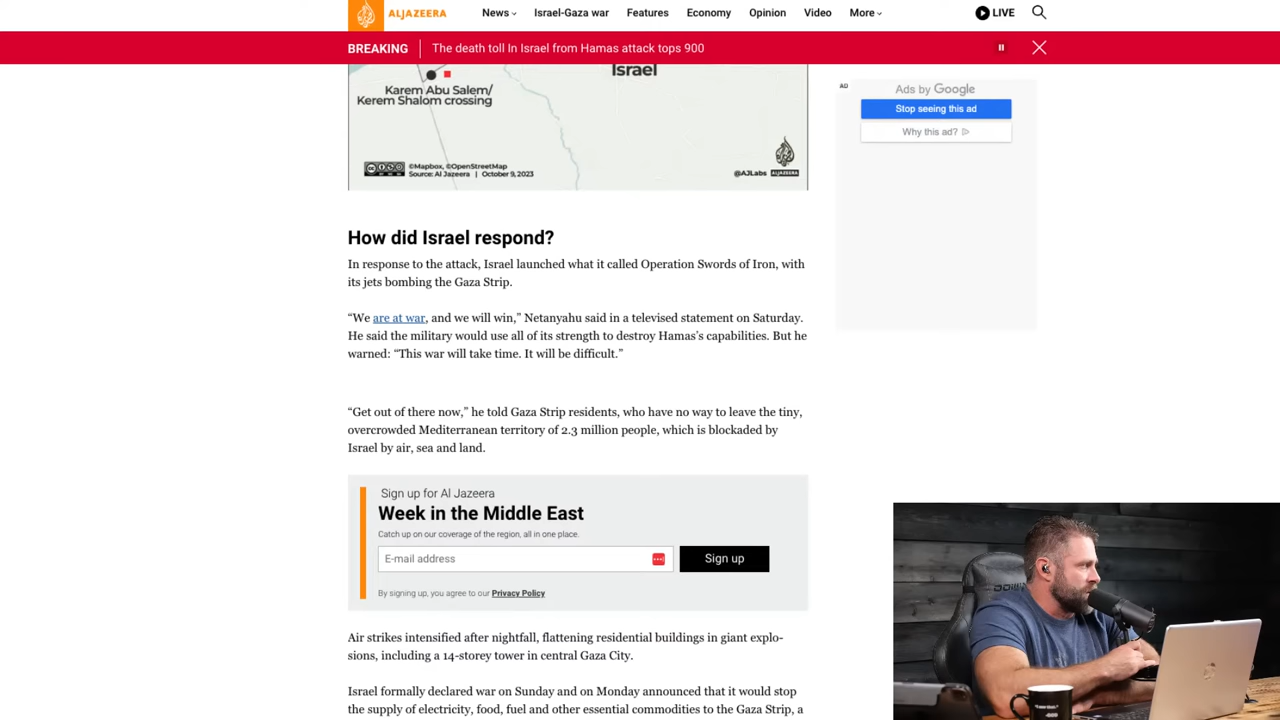 ALJAZEERA
News
Israel-Gaza war
Features
Economy
Opinion
Video
More
LIVE
BREAKING
The death toll In Israel from Hamas attack tops 900
Israel
Karem Abu Salem/
Kerem Shalom crossing
©Mapbox, ©OpenStreetMap
Source: Al Jazeera | October 9, 2023
@AJLabs ALJAZEERA
AD
Ads by Google
Stop seeing this ad
Why this ad?
How did Israel respond?
In response to the attack, Israel launched what it called Operation Swords of Iron, with
its jets bombing the Gaza Strip.
“We are at war, and we will win,” Netanyahu said in a televised statement on Saturday.
He said the military would use all of its strength to destroy Hamas’s capabilities. But he
warned: “This war will take time. It will be difficult.”
“Get out of there now,” he told Gaza Strip residents, who have no way to leave the tiny,
overcrowded Mediterranean territory of 2.3 million people, which is blockaded by
Israel by air, sea and land.
Sign up for Al Jazeera
Week in the Middle East
Catch up on our coverage of the region, all in one place.
E-mail address
Sign up
By signing up, you agree to our Privacy Policy
Air strikes intensified after nightfall, flattening residential buildings in giant explo-
sions, including a 14-storey tower in central Gaza City.
Israel formally declared war on Sunday and on Monday announced that it would stop
the supply of electricity, food, fuel and other essential commodities to the Gaza Strip, a